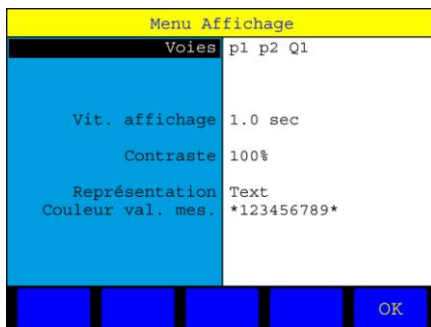 Menu Affichage
Voies p1 p2 Q1
Vit. affichage 1.0 sec
Contraste 100%
Représentation Text
Couleur val. mes. *123456789*
OK